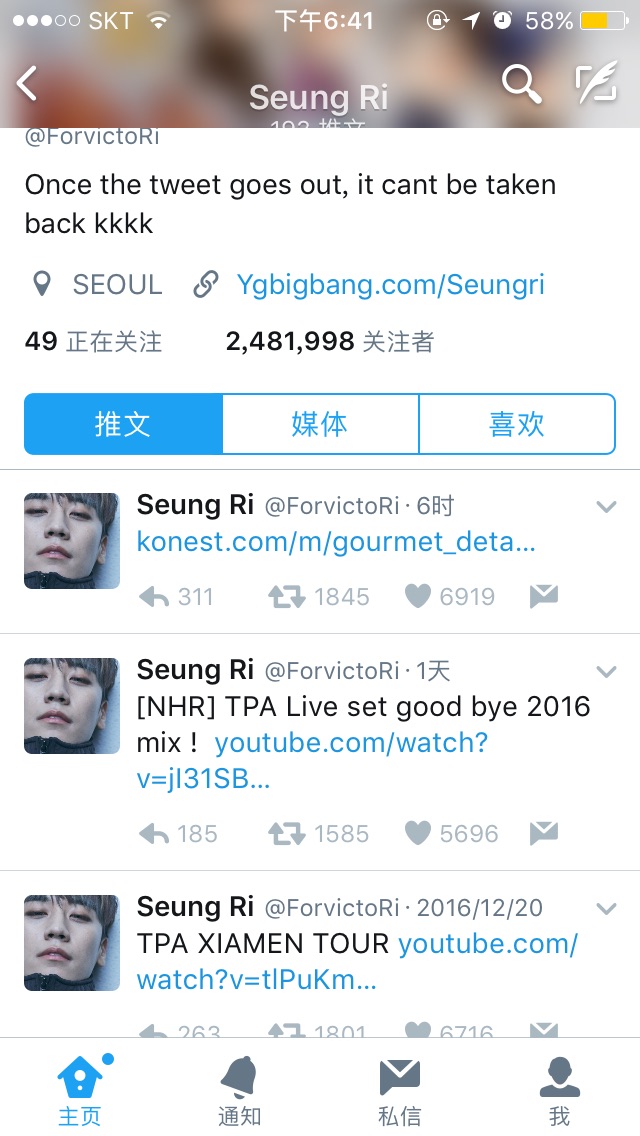 SKT 下午6:41 58%
Seung Ri
193 推文
@ForvictoRi
Once the tweet goes out, it cant be taken
back kkkk
SEOUL Ygbigbang.com/Seungri
49 正在关注 2,481,998 关注者
推文 媒体 喜欢
Seung Ri @ForvictoRi · 6时
konest.com/m/gourmet_deta...
311 1845 6919
Seung Ri @ForvictoRi · 1天
[NHR] TPA Live set good bye 2016
mix ! youtube.com/watch?
v=jI31SB...
185 1585 5696
Seung Ri @ForvictoRi · 2016/12/20
TPA XIAMEN TOUR youtube.com/
watch?v=tlPuKm...
263 1801 6716
主页 通知 私信 我